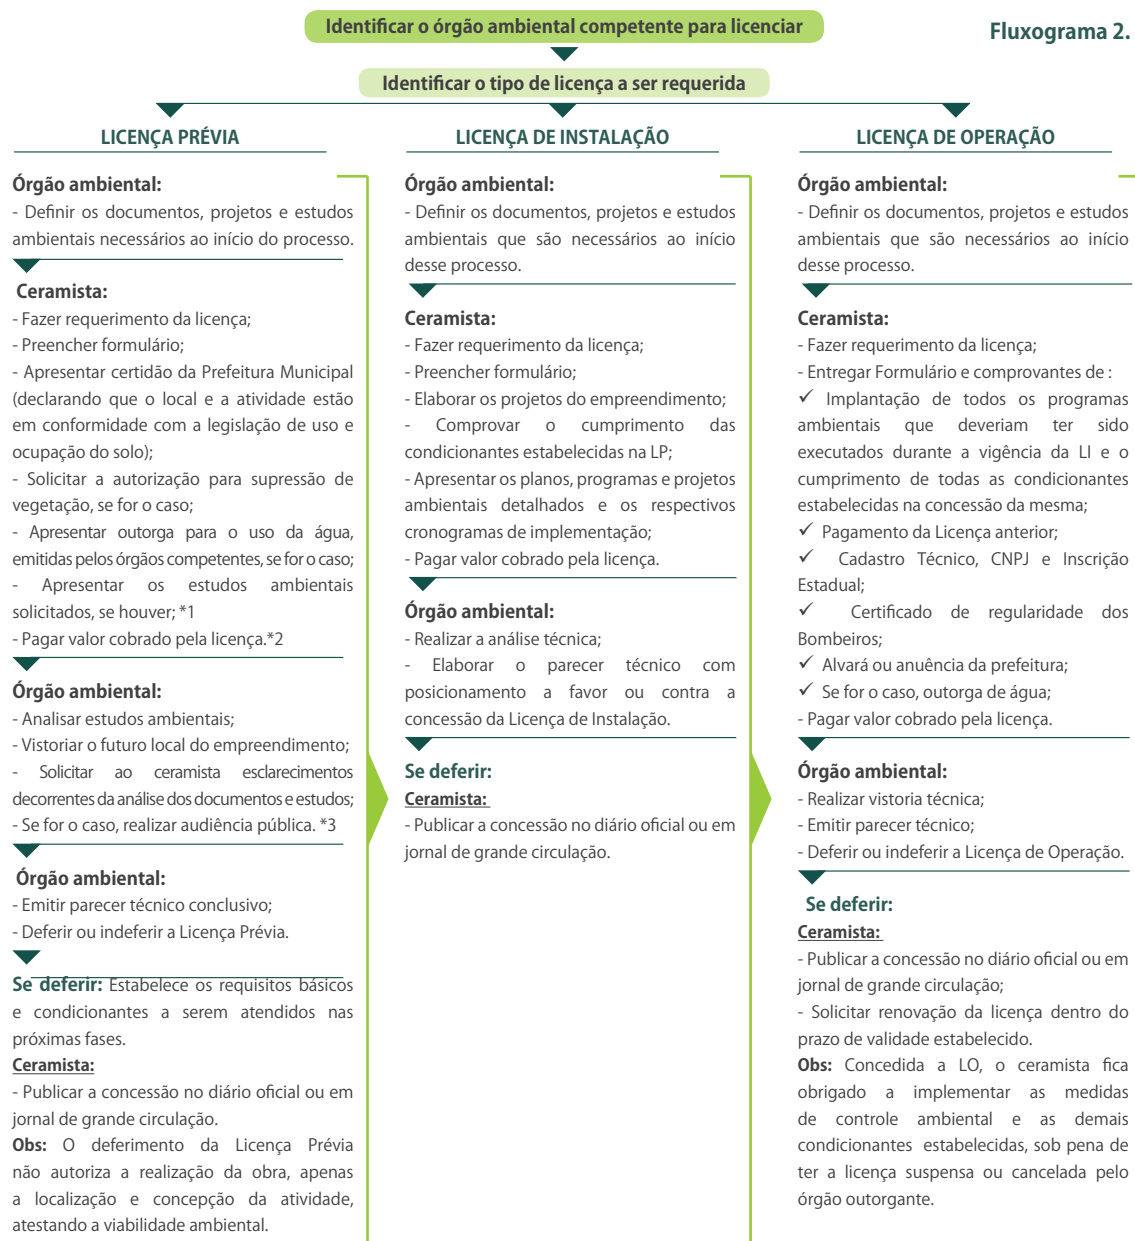 Identificar o órgão ambiental competente para licenciar
Fluxograma 2.
Identificar o tipo de licença a ser requerida
LICENÇA PRÉVIA
Órgão ambiental:
- Definir os documentos, projetos e estudos
ambientais necessários ao início do processo.
Ceramista:
- Fazer requerimento da licença;
- Preencher formulário;
- Apresentar certidão da Prefeitura Municipal
(declarando que o local e a atividade estão
em conformidade com a legislação de uso e
ocupação do solo);
- Solicitar a autorização para supressão de
vegetação, se for o caso;
- Apresentar outorga para o uso da água,
emitidas pelos órgãos competentes, se for o caso;
- Apresentar os estudos ambientais
solicitados, se houver; *1
- Pagar valor cobrado pela licença.*2
Órgão ambiental:
- Analisar estudos ambientais;
- Vistoriar o futuro local do empreendimento;
- Solicitar ao ceramista esclarecimentos
decorrentes da análise dos documentos e estudos;
- Se for o caso, realizar audiência pública. *3
Órgão ambiental:
- Emitir parecer técnico conclusivo;
- Deferir ou indeferir a Licença Prévia.
Se deferir: Estabelece os requisitos básicos
e condicionantes a serem atendidos nas
próximas fases.
Ceramista:
- Publicar a concessão no diário oficial ou em
jornal de grande circulação.
Obs: O deferimento da Licença Prévia
não autoriza a realização da obra, apenas
a localização e concepção da atividade,
atestando a viabilidade ambiental.
LICENÇA DE INSTALAÇÃO
Órgão ambiental:
- Definir os documentos, projetos e estudos
ambientais que são necessários ao início
desse processo.
Ceramista:
- Fazer requerimento da licença;
- Preencher formulário;
- Elaborar os projetos do empreendimento;
- Comprovar o cumprimento das
condicionantes estabelecidas na LP;
- Apresentar os planos, programas e projetos
ambientais detalhados e os respectivos
cronogramas de implementação;
- Pagar valor cobrado pela licença.
Órgão ambiental:
- Realizar a análise técnica;
- Elaborar o parecer técnico com
posicionamento a favor ou contra a
concessão da Licença de Instalação.
Se deferir:
Ceramista:
- Publicar a concessão no diário oficial ou em
jornal de grande circulação.
LICENÇA DE OPERAÇÃO
Órgão ambiental:
- Definir os documentos, projetos e estudos
ambientais que são necessários ao início
desse processo.
Ceramista:
- Fazer requerimento da licença;
- Entregar Formulário e comprovantes de :
✓ Implantação de todos os programas
ambientais que deveriam ter sido
executados durante a vigência da LI e o
cumprimento de todas as condicionantes
estabelecidas na concessão da mesma;
✓ Pagamento da Licença anterior;
✓ Cadastro Técnico, CNPJ e Inscrição
Estadual;
✓ Certificado de regularidade dos
Bombeiros;
✓ Alvará ou anuência da prefeitura;
✓ Se for o caso, outorga de água;
- Pagar valor cobrado pela licença.
Órgão ambiental:
- Realizar vistoria técnica;
- Emitir parecer técnico;
- Deferir ou indeferir a Licença de Operação.
Se deferir:
Ceramista:
- Publicar a concessão no diário oficial ou em
jornal de grande circulação;
- Solicitar renovação da licença dentro do
prazo de validade estabelecido.
Obs: Concedida a LO, o ceramista fica
obrigado a implementar as medidas
de controle ambiental e as demais
condicionantes estabelecidas, sob pena de
ter a licença suspensa ou cancelada pelo
órgão outorgante.